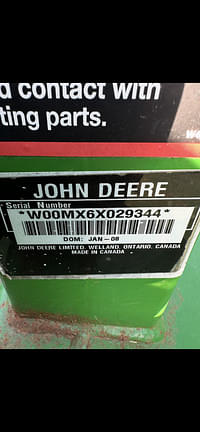 d contact with
ting parts.
W4
JOHN DEERE
Serial Number
*W00MX6X029344*
DOM: JAN-08
JOHN DEERE LIMITED, WELLAND, ONTARIO, CANADA
MADE IN CANADA